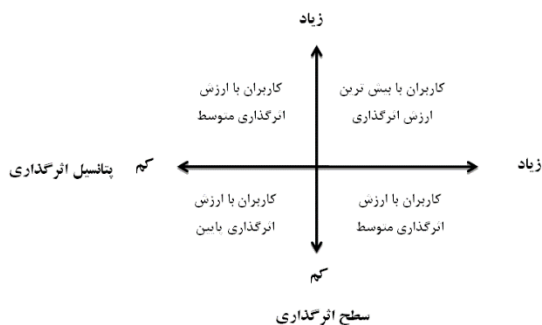 زیاد
کاربران با بیش ترین
ارزش اثرگذاری
کاربران با ارزش
اثرگذاری متوسط
زیاد
کم
پتانسیل اثرگذاری
کاربران با ارزش
اثرگذاری متوسط
کاربران با ارزش
اثرگذاری پایین
کم
سطح اثرگذاری